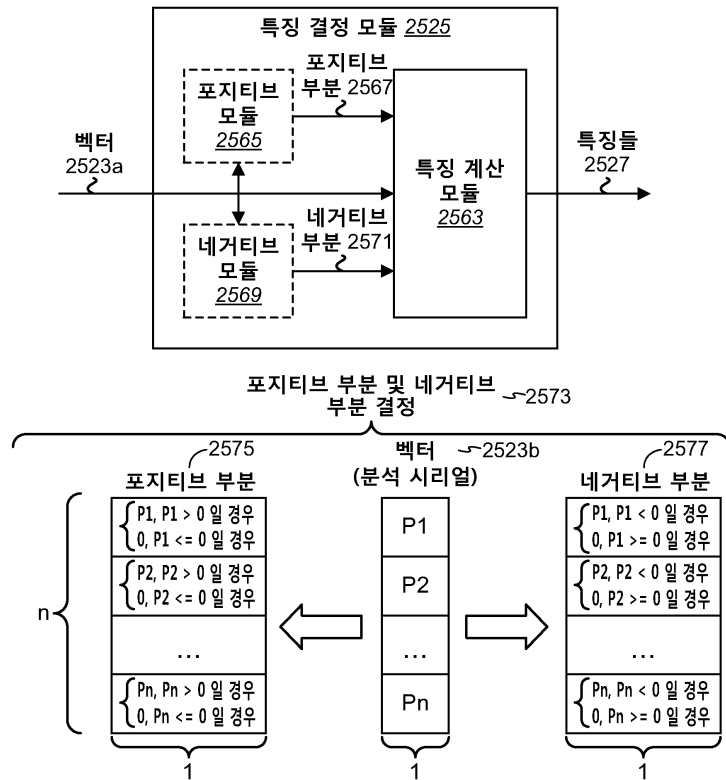 특징 결정 모듈 2525
포지티브
부분 2567
포지티브
모듈
2565
벡터
2523a
특징 계산
모듈
2563
특징들
2527
네거티브
부분 2571
네거티브
모듈
2569
포지티브 부분 및 네거티브
부분 결정
2573
2575
포지티브 부분
벡터
(분석 시리얼)
2523b
2577
네거티브 부분
n
P1, P1 > 0 일 경우
0, P1 <= 0 일 경우
P2, P2 > 0 일 경우
0, P2 <= 0 일 경우
...
Pn, Pn > 0 일 경우
0, Pn <= 0 일 경우
1
P1
P2
...
Pn
1
P1, P1 < 0 일 경우
0, P1 >= 0 일 경우
P2, P2 < 0 일 경우
0, P2 >= 0 일 경우
...
Pn, Pn < 0 일 경우
0, Pn >= 0 일 경우
1